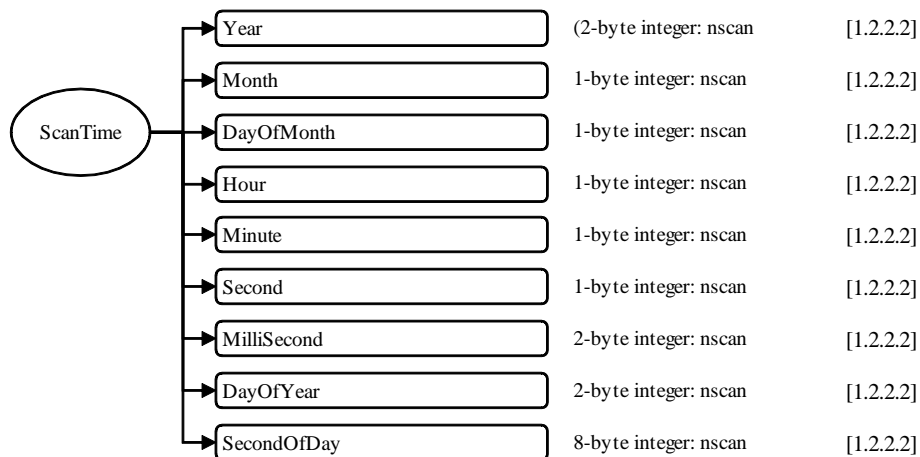 Year (2-byte integer: nscan [1.2.2.2]
Month 1-byte integer: nscan [1.2.2.2]
ScanTime
DayOfMonth 1-byte integer: nscan [1.2.2.2]
Hour 1-byte integer: nscan [1.2.2.2]
Minute 1-byte integer: nscan [1.2.2.2]
Second 1-byte integer: nscan [1.2.2.2]
MilliSecond 2-byte integer: nscan [1.2.2.2]
DayOfYear 2-byte integer: nscan [1.2.2.2]
SecondOfDay 8-byte integer: nscan [1.2.2.2]